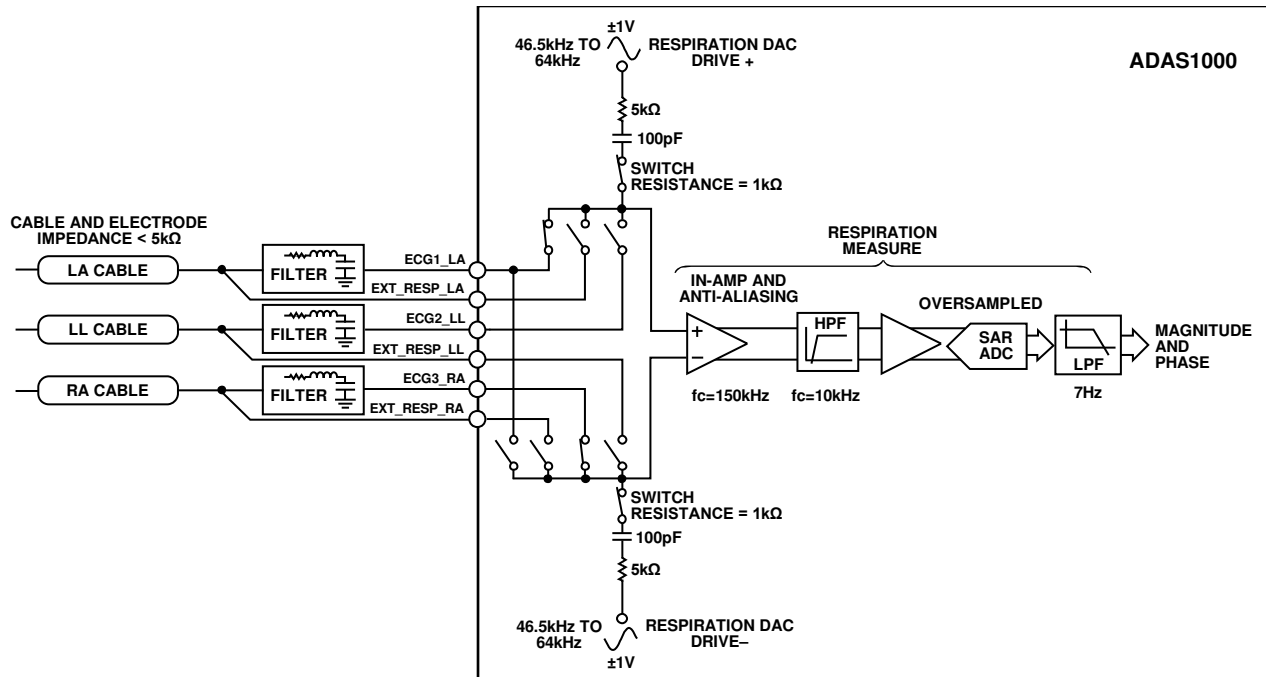 ±1V
46.5kHz TO
64kHz
RESPIRATION DAC
DRIVE +
ADAS1000
5kΩ
100pF
SWITCH
RESISTANCE = 1kΩ
CABLE AND ELECTRODE
IMPEDANCE < 5kΩ
LA CABLE
FILTER
ECG1_LA
EXT_RESP_LA
LL CABLE
FILTER
ECG2_LL
EXT_RESP_LL
RA CABLE
FILTER
ECG3_RA
EXT_RESP_RA
RESPIRATION
MEASURE
IN-AMP AND
ANTI-ALIASING
+
–
HPF
OVERSAMPLED
SAR
ADC
LPF
MAGNITUDE
AND
PHASE
fc=150kHz
fc=10kHz
7Hz
SWITCH
RESISTANCE = 1kΩ
100pF
5kΩ
46.5kHz TO
64kHz
RESPIRATION DAC
DRIVE–
±1V